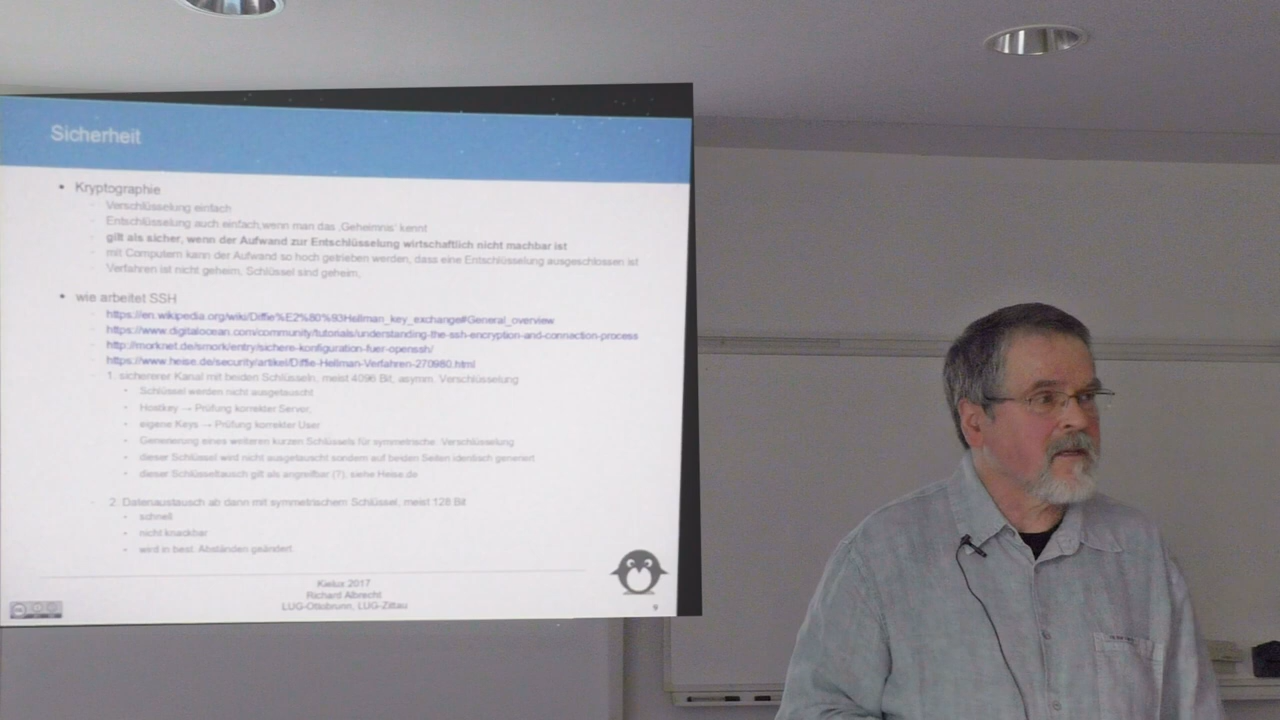 Sicherheit
• Kryptographie
- Verschlüsselung einfach
- Entschlüsselung auch einfach,wenn man das ‚Geheimnis' kennt
- gilt als sicher, wenn der Aufwand zur Entschlüsselung wirtschaftlich nicht machbar ist
- mit Computern kann der Aufwand so hoch getrieben werden, dass eine Entschlüsselung ausgeschlossen ist
- Verfahren ist nicht geheim, Schlüssel sind geheim,
• wie arbeitet SSH
- https://en.wikipedia.org/wiki/Diffie%E2%80%93Hellman_key_exchange#General_overview
- https://www.digitalocean.com/community/tutorials/understanding-the-ssh-encryption-and-connection-process
- http://morknet.de/smork/entry/sichere-konfiguration-fuer-openssh/
- https://www.heise.de/security/artikel/Diffie-Hellman-Verfahren-270980.html
- 1. sichererer Kanal mit beiden Schlüsseln, meist 4096 Bit, asymm. Verschlüsselung
• Schlüssel werden nicht ausgetauscht
• Hostkey → Prüfung korrekter Server,
• eigene Keys → Prüfung korrekter User
• Generierung eines weiteren kurzen Schlüssels für symmetrische Verschlüsselung
• dieser Schlüssel wird nicht ausgetauscht sondern auf beiden Seiten identisch generiert
• dieser Schlüsseltausch gilt als angreifbar (?), siehe Heise.de
- 2. Datenaustausch ab dann mit symmetrischem Schlüssel, meist 128 Bit
• schnell
• nicht knackbar
• wird in best. Abständen geändert
Kielux 2017
Richard Albrecht
LUG-Ottobrunn, LUG-Zittau
9